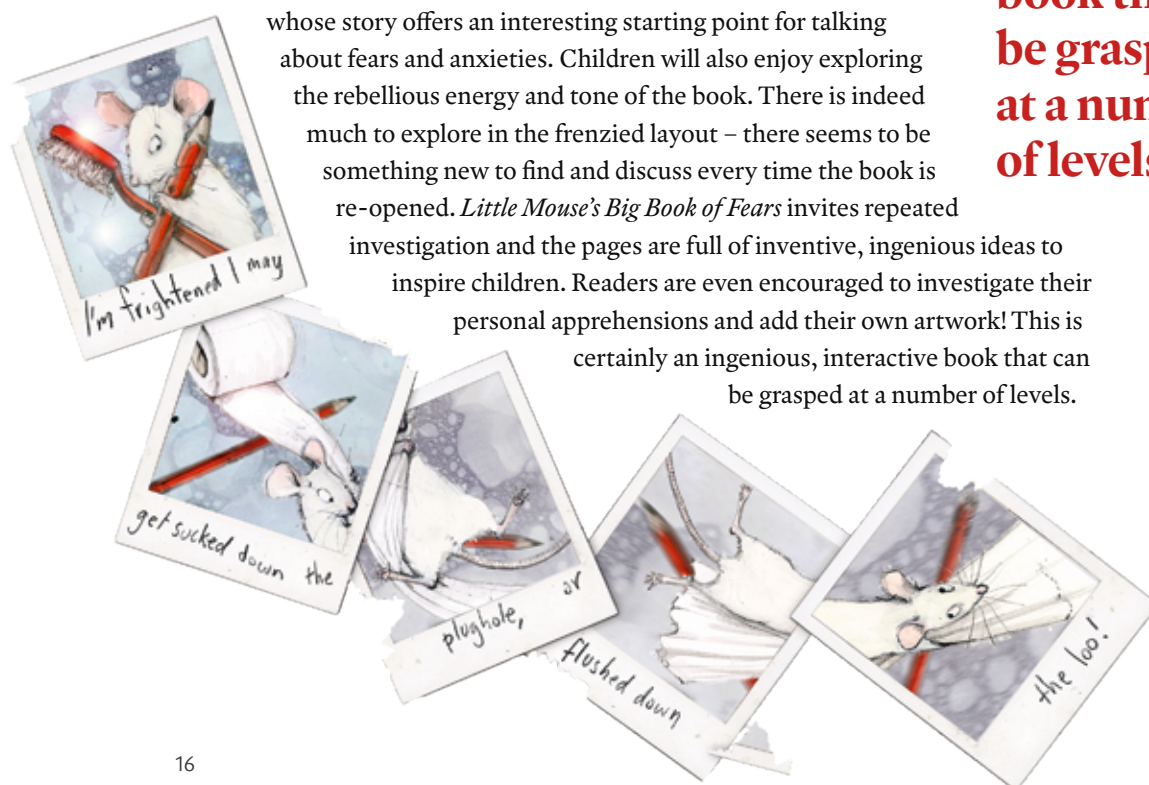 whose story offers an interesting starting point for talking
about fears and anxieties. Children will also enjoy exploring
the rebellious energy and tone of the book. There is indeed
much to explore in the frenzied layout – there seems to be
something new to find and discuss every time the book is
re-opened. Little Mouse's Big Book of Fears invites repeated
investigation and the pages are full of inventive, ingenious ideas to
inspire children. Readers are even encouraged to investigate their
personal apprehensions and add their own artwork! This is
certainly an ingenious, interactive book that can
be grasped at a number of levels.
be grasp
at a num
of levels
I'm frightened I may
get sucked down the
plughole, or
flushed down
the loo!
16